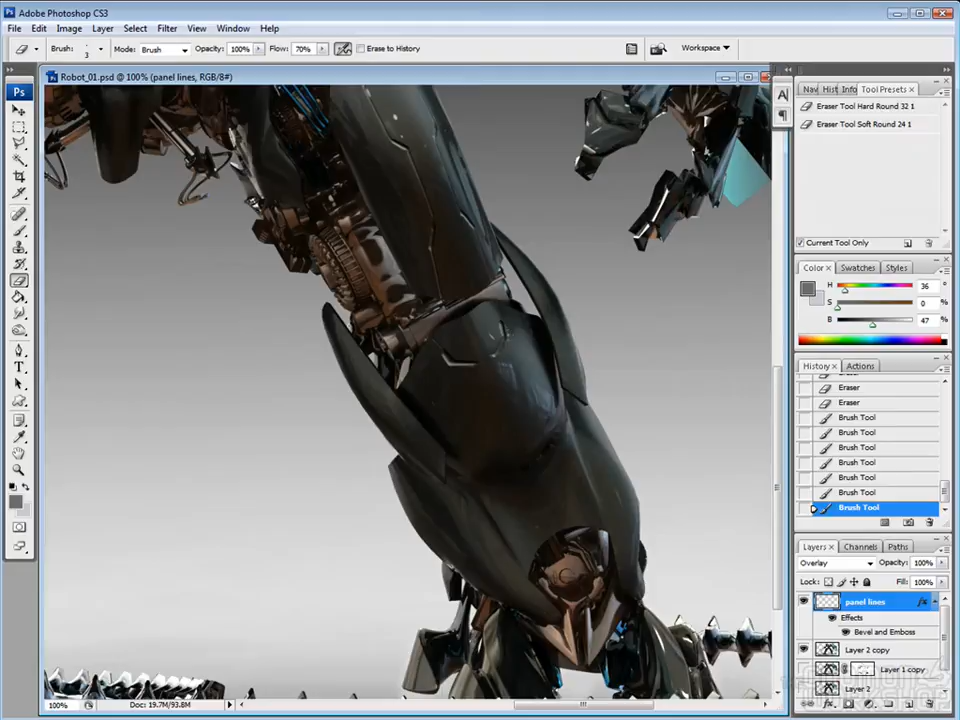 Adobe Photoshop CS3
File Edit Image Layer Select Filter View Window Help
Brush: 3 Mode: Brush Opacity: 100% Flow: 70% Erase to History Workspace
Robot_01.psd @ 100% (panel lines, RGB/8#)
Ps
Nav Hist Info Tool Presets ×
Eraser Tool Hard Round 32 1
Eraser Tool Soft Round 24 1
Current Tool Only
Color × Swatches Styles
H 36 °
S 0 %
B 47 %
History × Actions
Eraser
Eraser
Brush Tool
Brush Tool
Brush Tool
Brush Tool
Brush Tool
Brush Tool
Brush Tool
Layers × Channels Paths
Overlay Opacity: 100%
Lock: Fill: 100%
panel lines fx
Effects
Bevel and Emboss
Layer 2 copy
Layer 1 copy
Layer 2
100% Doc: 19.7M/93.8M